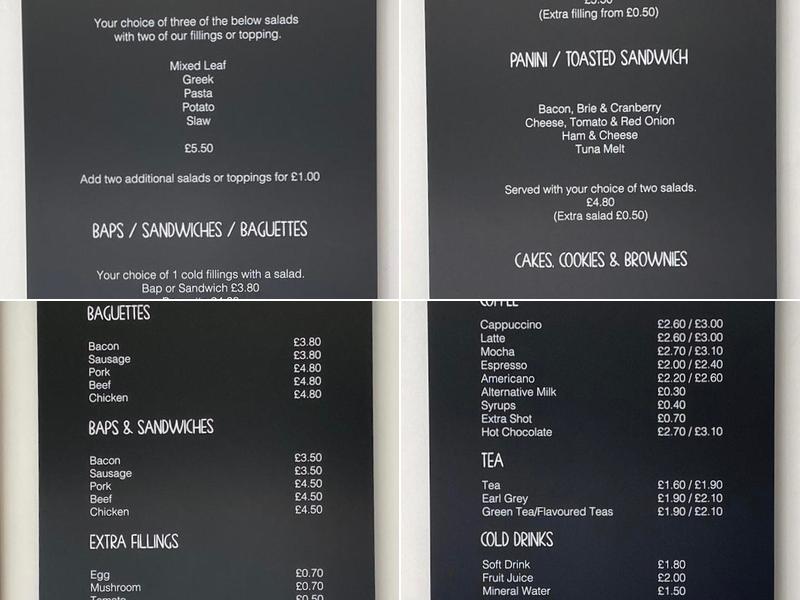 Your choice of three of the below salads
with two of our fillings or topping.
Mixed Leaf
Greek
Pasta
Potato
Slaw
£5.50
Add two additional salads or toppings for £1.00
BAPS / SANDWICHES / BAGUETTES
Your choice of 1 cold fillings with a salad.
Bap or Sandwich £3.80
(Extra filling from £0.50)
PANINI / TOASTED SANDWICH
Bacon, Brie & Cranberry
Cheese, Tomato & Red Onion
Ham & Cheese
Tuna Melt
Served with your choice of two salads.
£4.80
(Extra salad £0.50)
CAKES, COOKIES & BROWNIES
BAGUETTES
Bacon £3.80
Sausage £3.80
Pork £4.80
Beef £4.80
Chicken £4.80
BAPS & SANDWICHES
Bacon £3.50
Sausage £3.50
Pork £4.50
Beef £4.50
Chicken £4.50
EXTRA FILLINGS
Egg £0.70
Mushroom £0.70
Tomato £0.50
COFFEE
Cappuccino £2.60 / £3.00
Latte £2.60 / £3.00
Mocha £2.70 / £3.10
Espresso £2.00 / £2.40
Americano £2.20 / £2.60
Alternative Milk £0.30
Syrups £0.40
Extra Shot £0.70
Hot Chocolate £2.70 / £3.10
TEA
Tea £1.60 / £1.90
Earl Grey £1.90 / £2.10
Green Tea/Flavoured Teas £1.90 / £2.10
COLD DRINKS
Soft Drink £1.80
Fruit Juice £2.00
Mineral Water £1.50